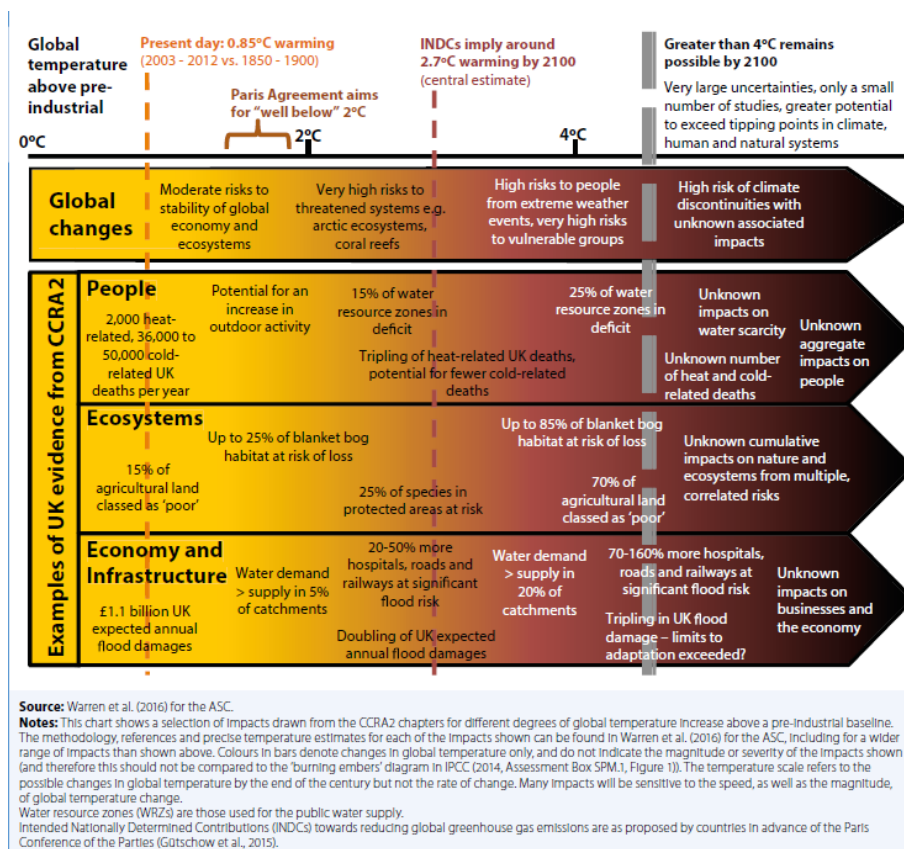 Global
temperature
above pre-
industrial
Present day: 0.85ºC warming
(2003 - 2012 vs. 1850 - 1900)
Paris Agreement aims
for “well below” 2ºC
INDCs imply around
2.7ºC warming by 2100
(central estimate)
Greater than 4ºC remains
possible by 2100
Very large uncertainties, only a small
number of studies, greater potential
to exceed tipping points in climate,
human and natural systems
0ºC
2ºC
4ºC
Global
changes
Moderate risks to
stability of global
economy and
ecosystems
Very high risks to
threatened systems e.g.
arctic ecosystems,
coral reefs
High risks to people
from extreme weather
events, very high risks
to vulnerable groups
High risk of climate
discontinuities with
unknown associated
impacts
Examples of UK evidence from CCRA2
People
2,000 heat-
related, 36,000 to
50,000 cold-
related UK
deaths per year
Potential for an
increase in
outdoor activity
15% of water
resource zones in
deficit
Tripling of heat-related UK deaths,
potential for fewer cold-related
deaths
25% of water
resource zones in
deficit
Unknown
impacts on
water scarcity
Unknown number
of heat and cold-
related deaths
Unknown
aggregate
impacts on
people
Ecosystems
15% of
agricultural land
classed as ‘poor’
Up to 25% of blanket bog
habitat at risk of loss
25% of species in
protected areas at risk
Up to 85% of blanket bog
habitat at risk of loss
70% of
agricultural land
classed as ‘poor’
Unknown cumulative
impacts on nature and
ecosystems from multiple,
correlated risks
Economy and
Infrastructure
£1.1 billion UK
expected annual
flood damages
Water demand
> supply in 5%
of catchments
20-50% more
hospitals, roads and
railways at significant
flood risk
Doubling of UK expected
annual flood damages
Water demand
> supply in
20% of
catchments
70-160% more hospitals,
roads and railways at
significant flood risk
Tripling in UK flood
damage – limits to
adaptation exceeded?
Unknown
impacts on
businesses and
the economy
Source: Warren et al. (2016) for the ASC.
Notes: This chart shows a selection of impacts drawn from the CCRA2 chapters for different degrees of global temperature increase above a pre-industrial baseline.
The methodology, references and precise temperature estimates for each of the impacts shown can be found in Warren et al. (2016) for the ASC, including for a wider
range of impacts than shown above. Colours in bars denote changes in global temperature only, and do not indicate the magnitude or severity of the impacts shown
(and therefore this should not be compared to the ‘burning embers’ diagram in IPCC (2014, Assessment Box SPM.1, Figure 1)). The temperature scale refers to the
possible changes in global temperature by the end of the century but not the rate of change. Many impacts will be sensitive to the speed, as well as the magnitude,
of global temperature change.
Water resource zones (WRZs) are those used for the public water supply.
Intended Nationally Determined Contributions (INDCs) towards reducing global greenhouse gas emissions are as proposed by countries in advance of the Paris
Conference of the Parties (Gütschow et al., 2015).